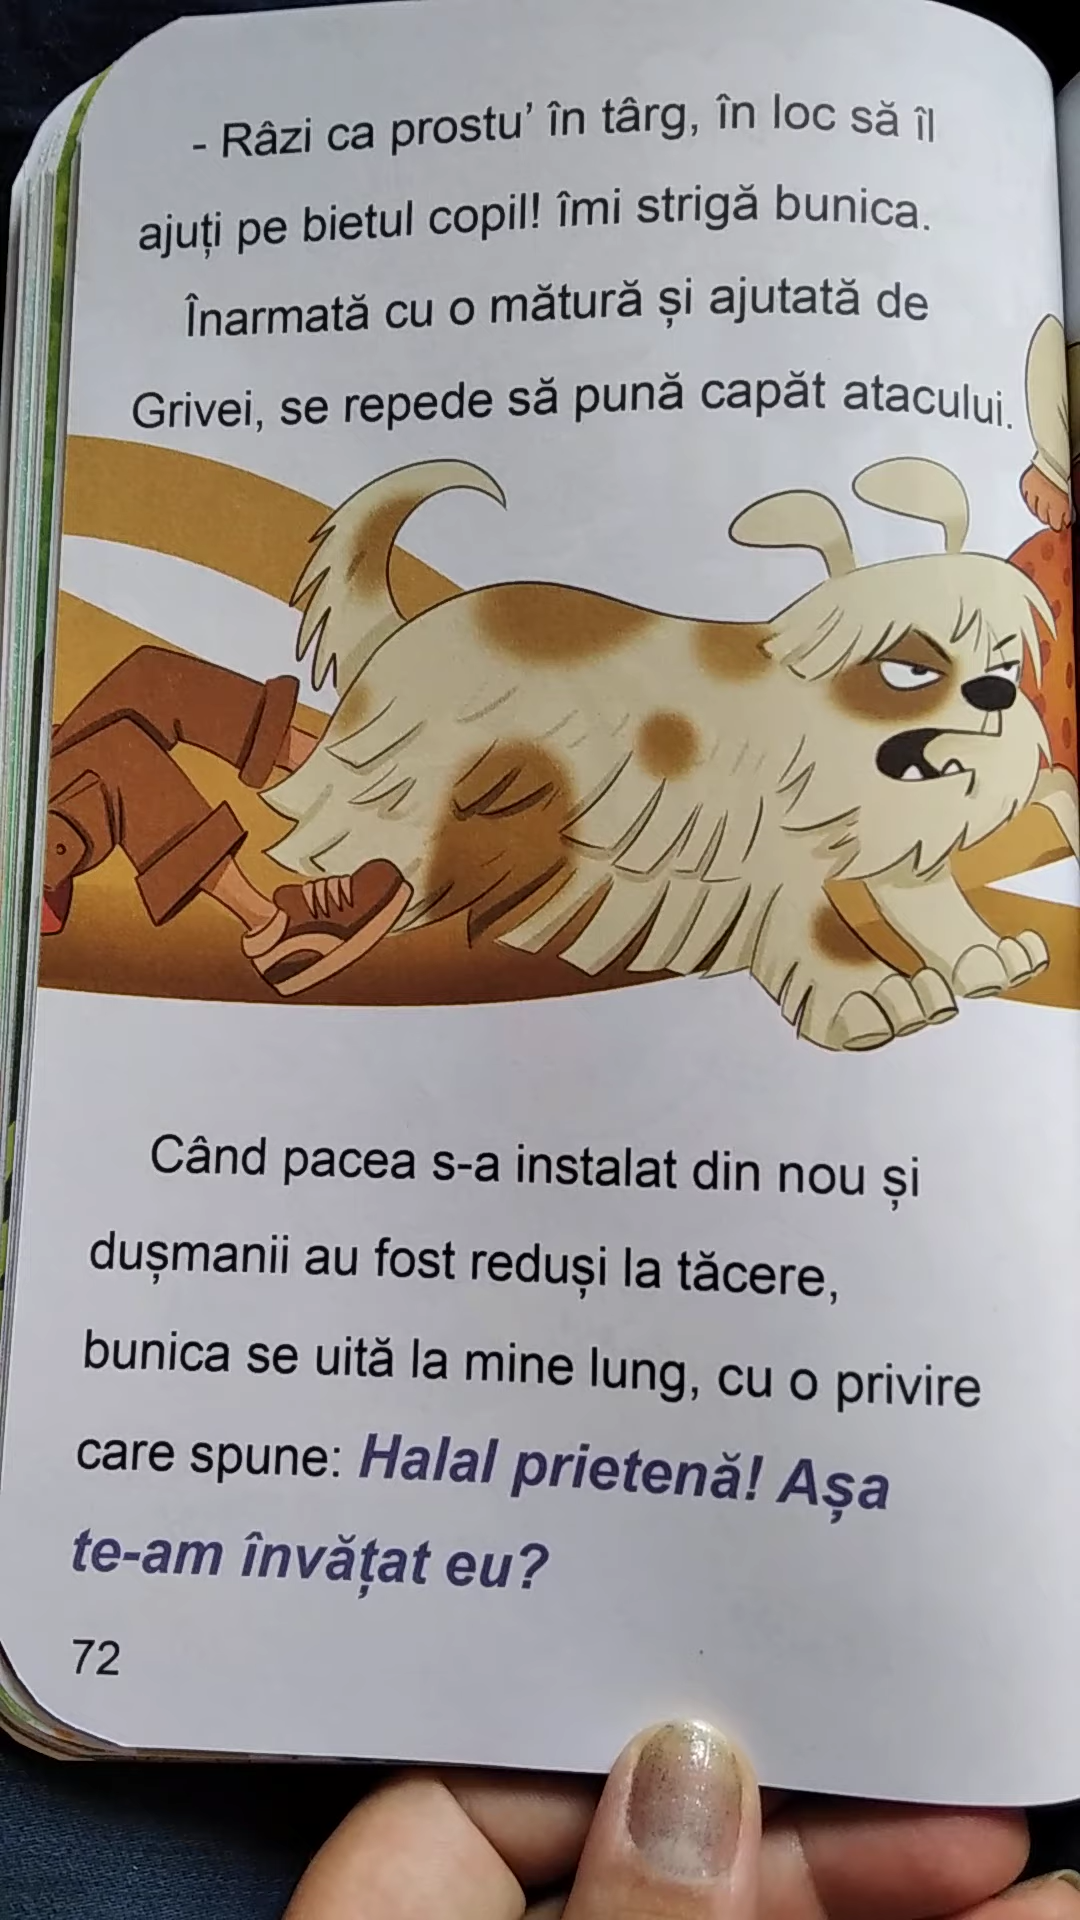 - Râzi ca prostu’ în târg, în loc să îl
ajuți pe bietul copil! îmi strigă bunica.
Înarmată cu o mătură și ajutată de
Grivei, se repede să pună capăt atacului.
Când pacea s-a instalat din nou și
dușmanii au fost reduși la tăcere,
bunica se uită la mine lung, cu o privire
care spune: Halal prietenă! Așa
te-am învățat eu?
72